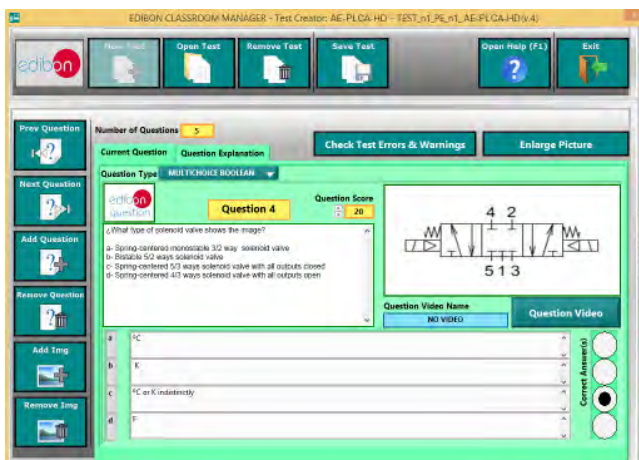 EDIBON CLASSROOM MANAGER - Test Creator: AE-PLCA-HD - TEST_n1_PE_n1_AE-PLCA-HD(v.4)
edibon
New Test
Open Test
Remove Test
Save Test
Open Help (F1)
Exit
Prev Question
Next Question
Add Question
Remove Question
Add Img
Remove Img
Number of Questions 5
Check Test Errors & Warnings
Enlarge Picture
Current Question
Question Explanation
Question Type MULTICHOICE BOOLEAN
edibon
question
Question 4
Question Score
20
¿What type of solenoid valve shows the image?
a- Spring-centered monostable 3/2 way solenoid valve
b- Bistable 5/2 ways solenoid valve
c- Spring-centered 5/3 ways solenoid valve with all outputs closed
d- Spring-centered 4/3 ways solenoid valve with all outputs open
4 2
5 1 3
Question Video Name
NO VIDEO
Question Video
a ºC
b K
c ºC or K indistinctly
d F
Correct Answer(s)